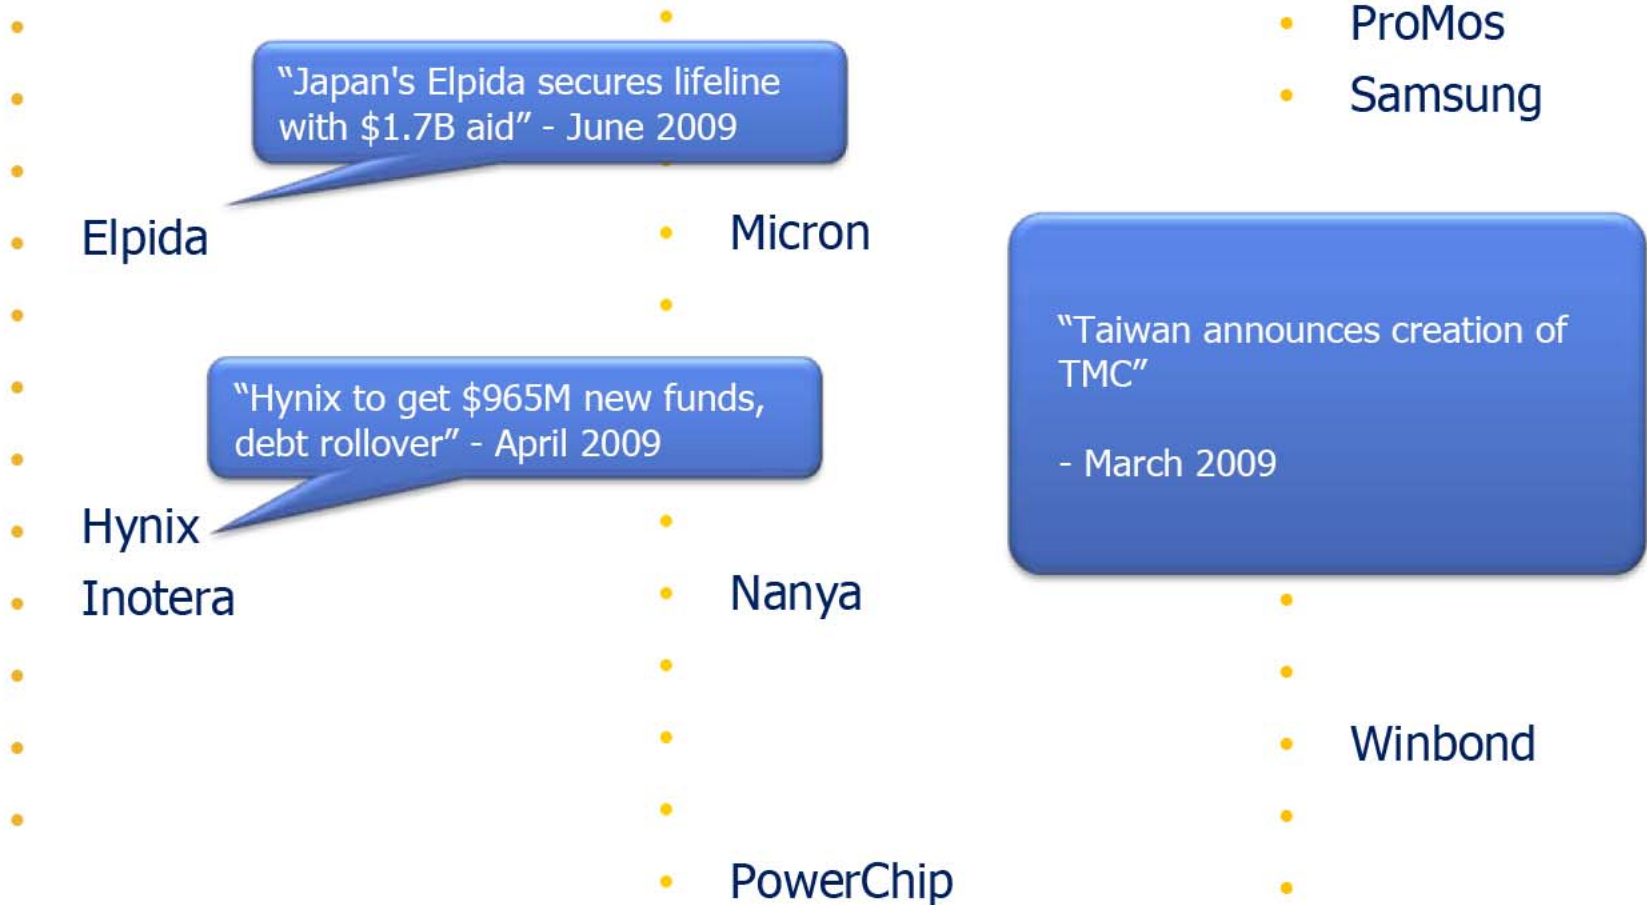 “Japan's Elpida secures lifeline
with $1.7B aid” - June 2009
Elpida
“Hynix to get $965M new funds,
debt rollover” - April 2009
Hynix
Inotera
Micron
Nanya
PowerChip
ProMos
Samsung
“Taiwan announces creation of
TMC”
- March 2009
Winbond